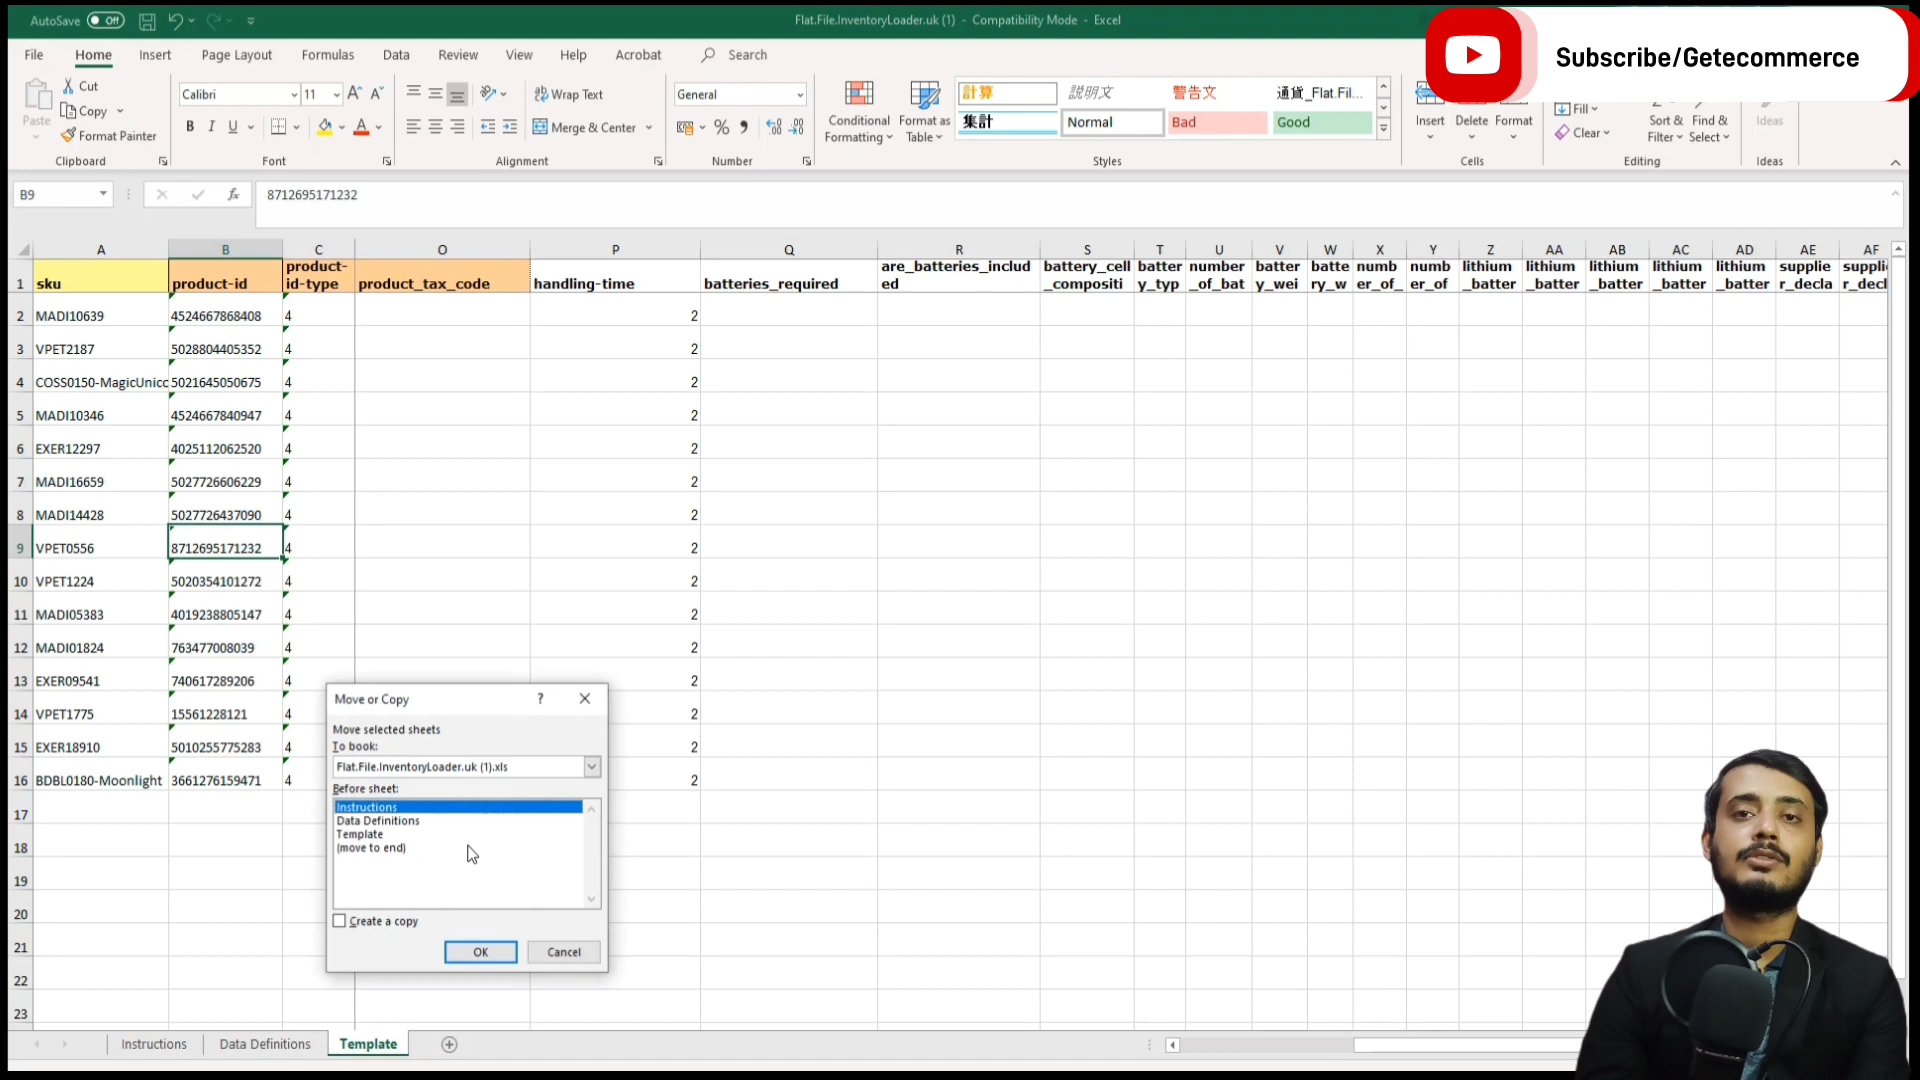 AutoSave Off
Flat.File.InventoryLoader.uk (1) - Compatibility Mode - Excel
Subscribe/Getecommerce
File Home Insert Page Layout Formulas Data Review View Help Acrobat Search
Paste
Cut
Copy
Format Painter
Clipboard
Calibri 11
B I U
Font
Wrap Text
Merge & Center
Alignment
General
Number
Conditional Formatting
Format as Table
計算 説明文 警告文 通貨_Flat.Fil...
集計 Normal Bad Good
Styles
Insert Delete Format
Cells
Fill
Clear
Sort & Filter
Find & Select
Editing
Ideas
Ideas
B9 fx 8712695171232
A B C O P Q R S T U V W X Y Z AA AB AC AD AE AF
1 sku product-id product-id-type product_tax_code handling-time batteries_required are_batteries_included battery_cell_compositi battery_typ number_of_bat battery_wei battery_w number_of_ number_of lithium_batter lithium_batter lithium_batter lithium_batter lithium_batter supplier_decla supplier_decl
2 MADI10639 4524667868408 4 2
3 VPET2187 5028804405352 4 2
4 COSS0150-MagicUnicc 5021645050675 4 2
5 MADI10346 4524667840947 4 2
6 EXER12297 4025112062520 4 2
7 MADI16659 5027726606229 4 2
8 MADI14428 5027726437090 4 2
9 VPET0556 8712695171232 4 2
10 VPET1224 5020354101272 4 2
11 MADI05383 4019238805147 4 2
12 MADI01824 763477008039 4 2
13 EXER09541 740617289206 4 2
14 VPET1775 15561228121 4 2
15 EXER18910 5010255775283 4 2
16 BDBL0180-Moonlight 3661276159471 4 2
17
18
19
20
21
22
23
Move or Copy ?
Move selected sheets
To book:
Flat.File.InventoryLoader.uk (1).xls
Before sheet:
Instructions
Data Definitions
Template
(move to end)
Create a copy
OK Cancel
Instructions Data Definitions Template